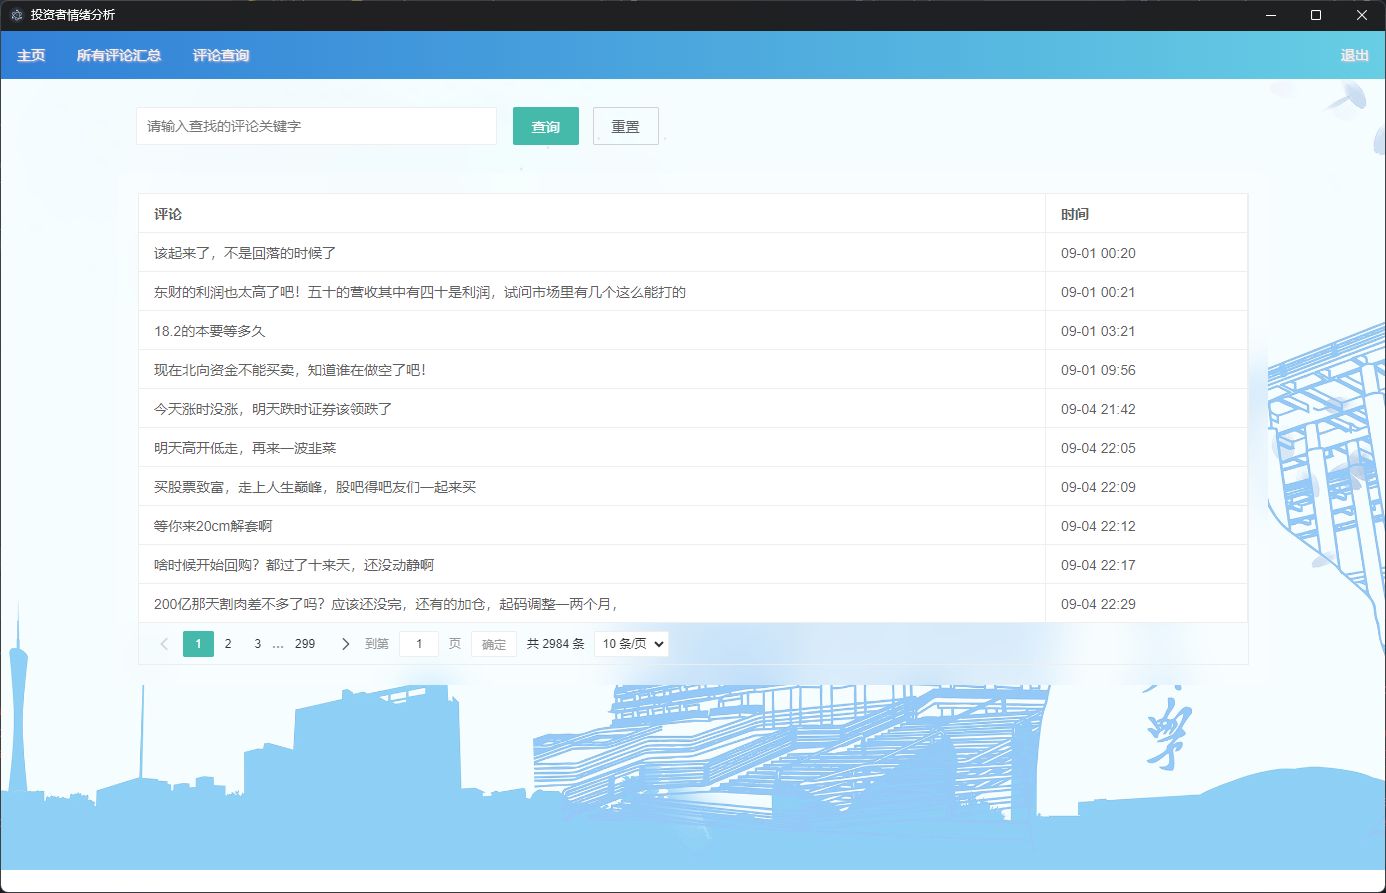 投资者情绪分析
主页 所有评论汇总 评论查询 退出
请输入查找的评论关键字 查询 重置
评论 时间
该起来了，不是回落的时候了 09-01 00:20
东财的利润也太高了吧！五十的营收其中有四十是利润，试问市场里有几个这么能打的 09-01 00:21
18.2的本要等多久 09-01 03:21
现在北向资金不能买卖，知道谁在做空了吧！ 09-01 09:56
今天涨时没涨，明天跌时证券该领跌了 09-04 21:42
明天高开低走，再来一波韭菜 09-04 22:05
买股票致富，走上人生巅峰，股吧得吧友们一起来买 09-04 22:09
等你来20cm解套啊 09-04 22:12
啥时候开始回购？都过了十来天，还没动静啊 09-04 22:17
200亿那天割肉差不多了吗？应该还没完，还有的加仓，起码调整一两个月， 09-04 22:29
1 2 3 … 299 到第 1 页 确定 共 2984 条 10 条/页
學